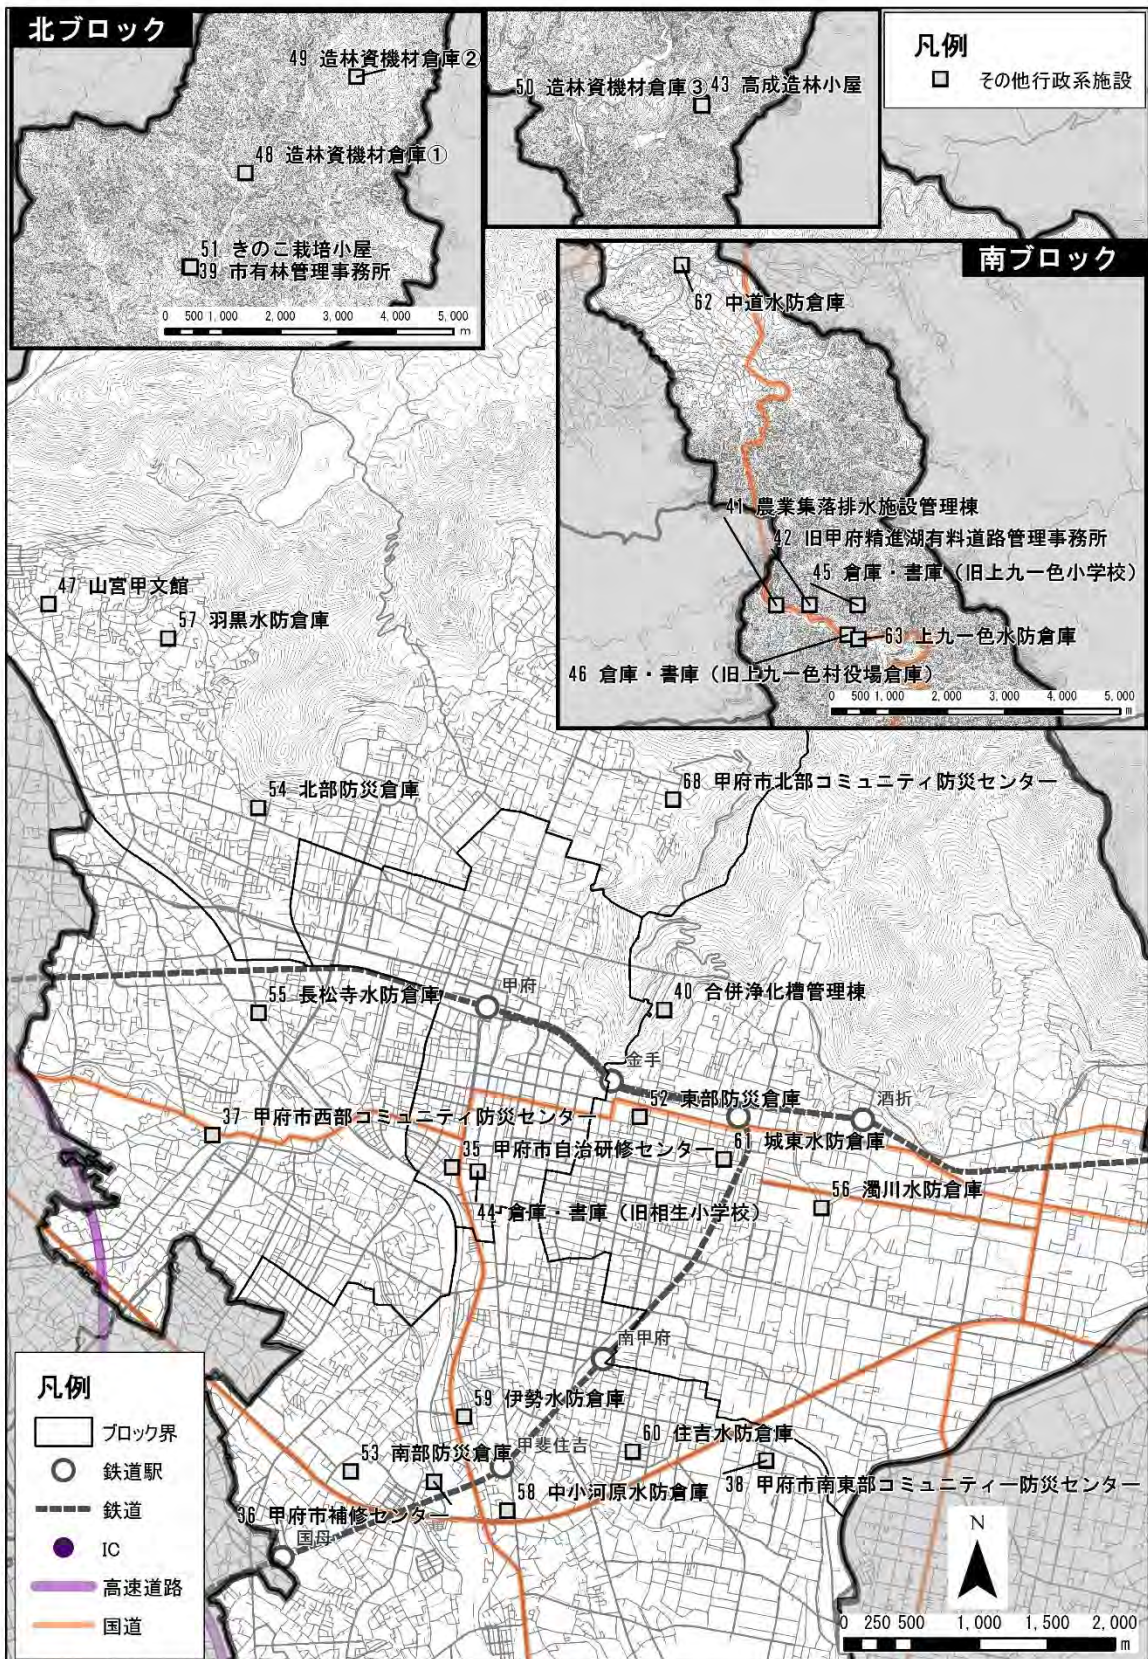 北ブロック
49 造林資機材倉庫②
48 造林資機材倉庫①
51 きのこ栽培小屋
39 市有林管理事務所
0 500 1,000 2,000 3,000 4,000 5,000
m
50 造林資機材倉庫③
43 高成造林小屋
凡例
その他行政系施設
南ブロック
62 中道水防倉庫
41 農業集落排水施設管理棟
42 旧甲府精進湖有料道路管理事務所
45 倉庫・書庫（旧上九一色小学校）
63 上九一色水防倉庫
46 倉庫・書庫（旧上九一色村役場倉庫）
0 500 1,000 2,000 3,000 4,000 5,000
m
47 山宮甲文館
57 羽黒水防倉庫
54 北部防災倉庫
68 甲府市北部コミュニティ防災センター
55 長松寺水防倉庫
甲府
40 合併浄化槽管理棟
金手
52 東部防災倉庫
酒折
37 甲府市西部コミュニティ防災センター
61 城東水防倉庫
35 甲府市自治研修センター
56 濁川水防倉庫
44 倉庫・書庫（旧相生小学校）
南甲府
59 伊勢水防倉庫
甲斐住吉
60 住吉水防倉庫
53 南部防災倉庫
38 甲府市南東部コミュニティー防災センター
58 中小河原水防倉庫
36 甲府市補修センター
国母
凡例
ブロック界
鉄道駅
鉄道
IC
高速道路
国道
N
0 250 500 1,000 1,500 2,000
m